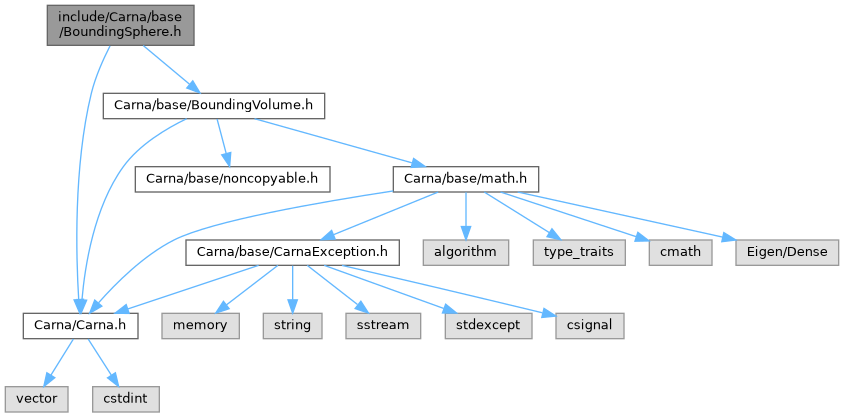 include/Carna/base
/BoundingSphere.h
Carna/base/BoundingVolume.h
Carna/base/noncopyable.h
Carna/base/math.h
Carna/base/CarnaException.h
algorithm
type_traits
cmath
Eigen/Dense
Carna/Carna.h
memory
string
sstream
stdexcept
csignal
vector
cstdint